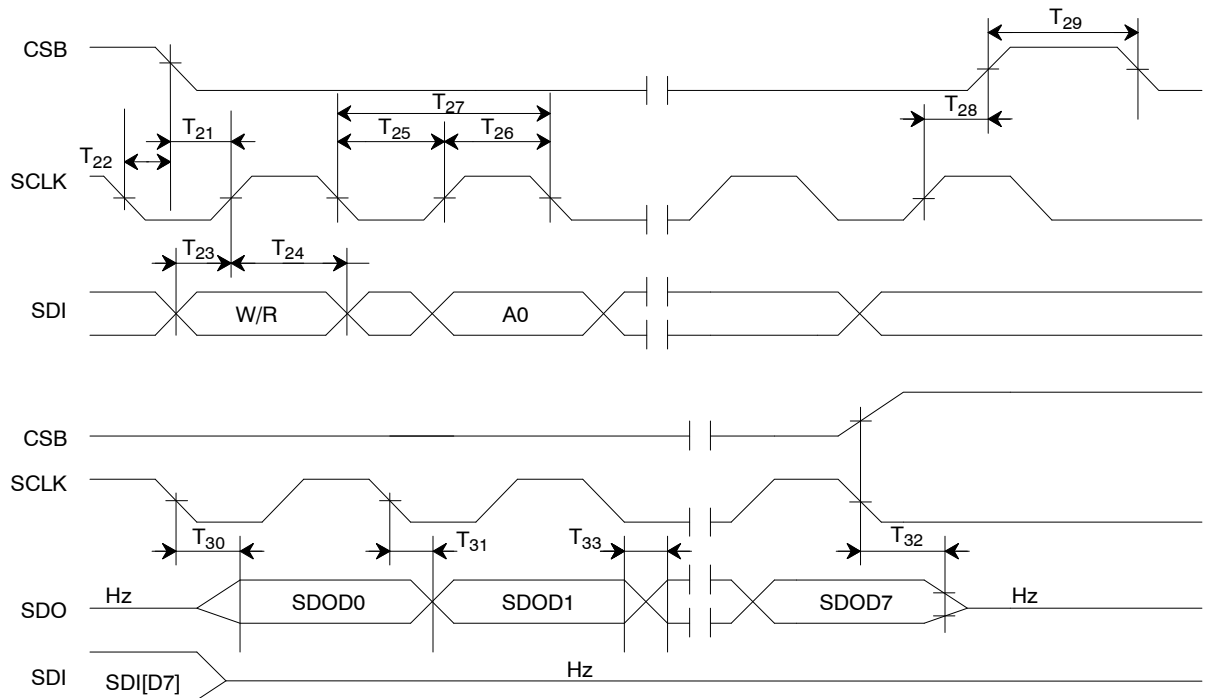 CSB
T29
T27
T28
T21
T25
T26
T22
SCLK
T23
T24
SDI
W/R
A0
CSB
SCLK
T30
T31
T33
T32
Hz
SDO
SDOD0
SDOD1
SDOD7
Hz
SDI
SDI[D7]
Hz